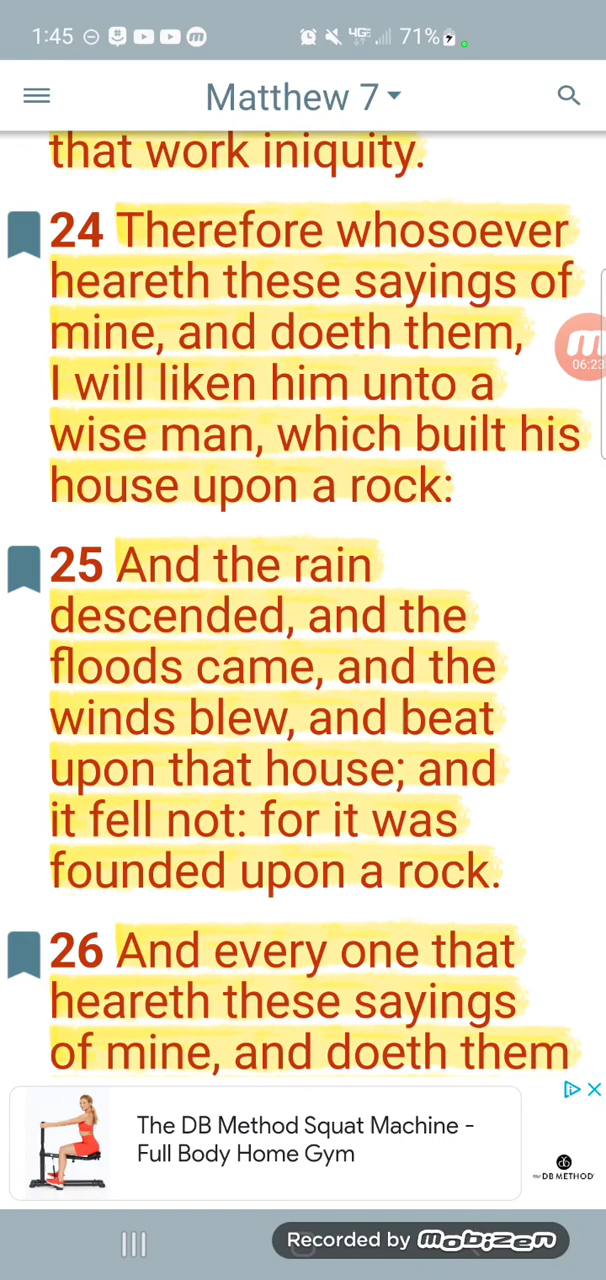 1:45 71%
Matthew 7
that work iniquity.
24 Therefore whosoever
heareth these sayings of
mine, and doeth them,
I will liken him unto a
wise man, which built his
house upon a rock:
06:23
25 And the rain
descended, and the
floods came, and the
winds blew, and beat
upon that house; and
it fell not: for it was
founded upon a rock.
26 And every one that
heareth these sayings
of mine, and doeth them
The DB Method Squat Machine -
Full Body Home Gym
THE DB METHOD
Recorded by mobizen